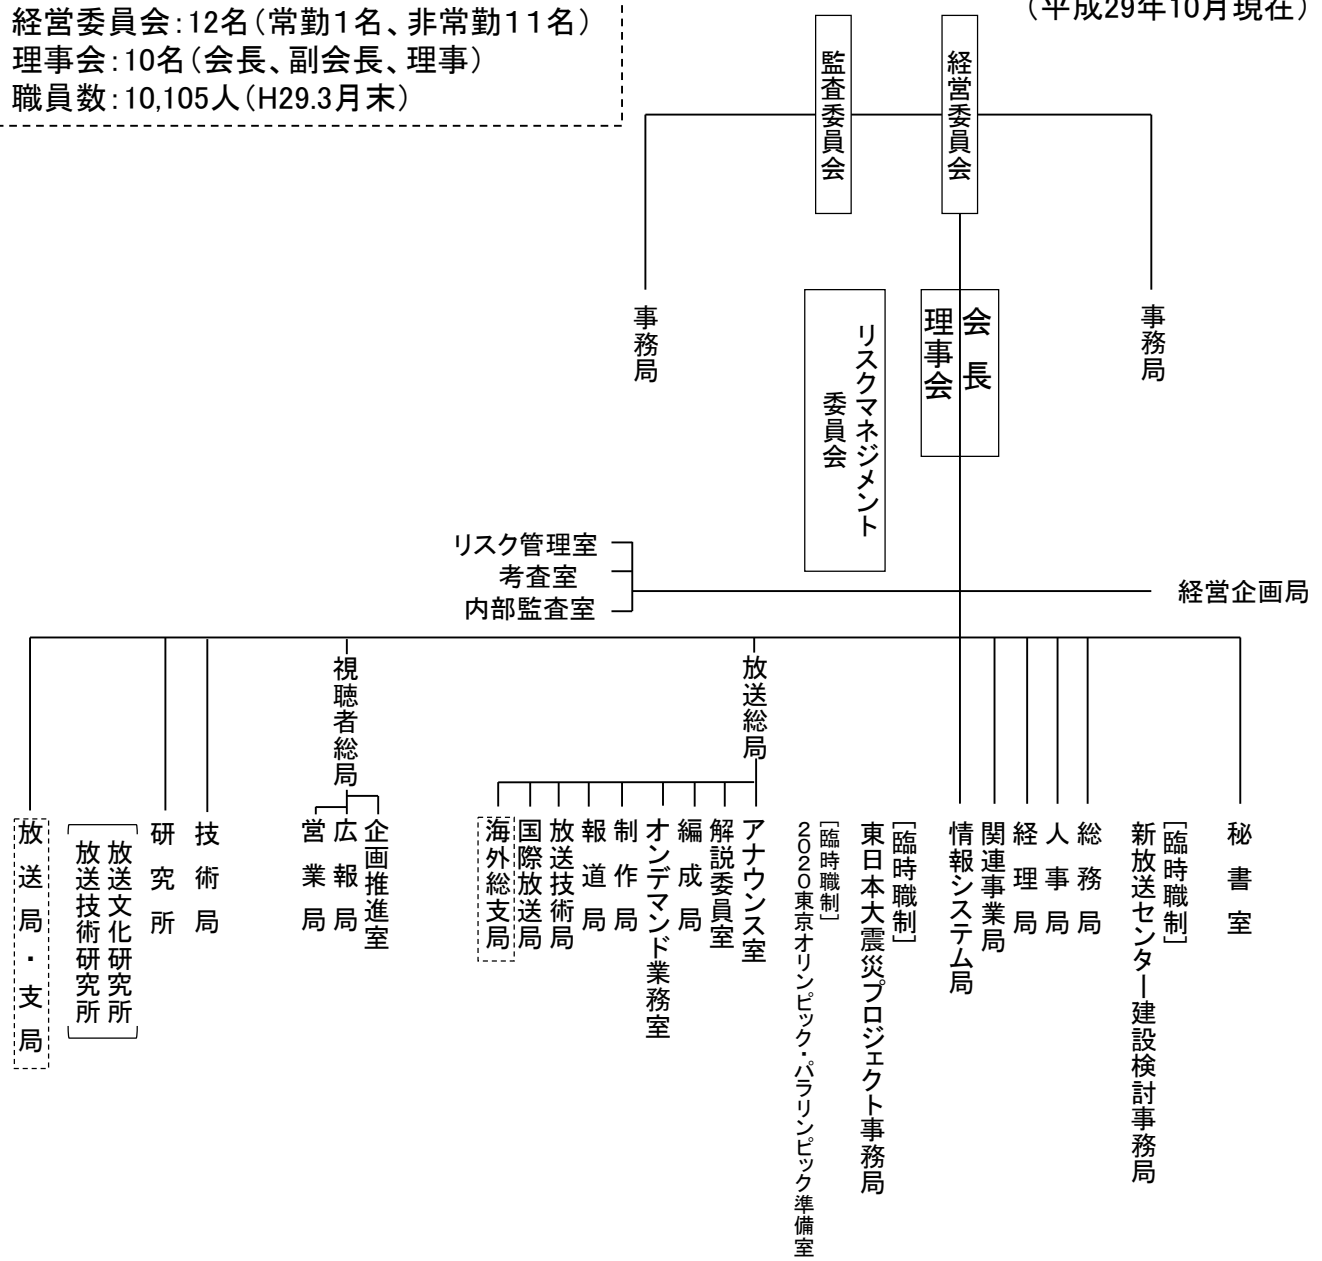 経営委員会:12名(常勤1名、非常勤11名)
理事会:10名(会長、副会長、理事)
職員数:10,105人(H29.3月末)
(平成29年10月現在)
監査委員会
経営委員会
事務局
事務局
リスクマネジメント
委員会
会長
理事会
リスク管理室
考査室
内部監査室
経営企画局
視聴者総局
放送総局
秘書室
[臨時職制]
新放送センター建設検討事務局
総務局
人事局
経理局
関連事業局
情報システム局
[臨時職制]
東日本大震災プロジェクト事務局
[臨時職制]
2020東京オリンピック・パラリンピック準備室
アナウンス室
解説委員室
編成局
オンデマンド業務室
制作局
報道局
放送技術局
国際放送局
海外総支局
企画推進室
広報局
営業局
技術局
研究所
放送文化研究所
放送技術研究所
放送局・支局